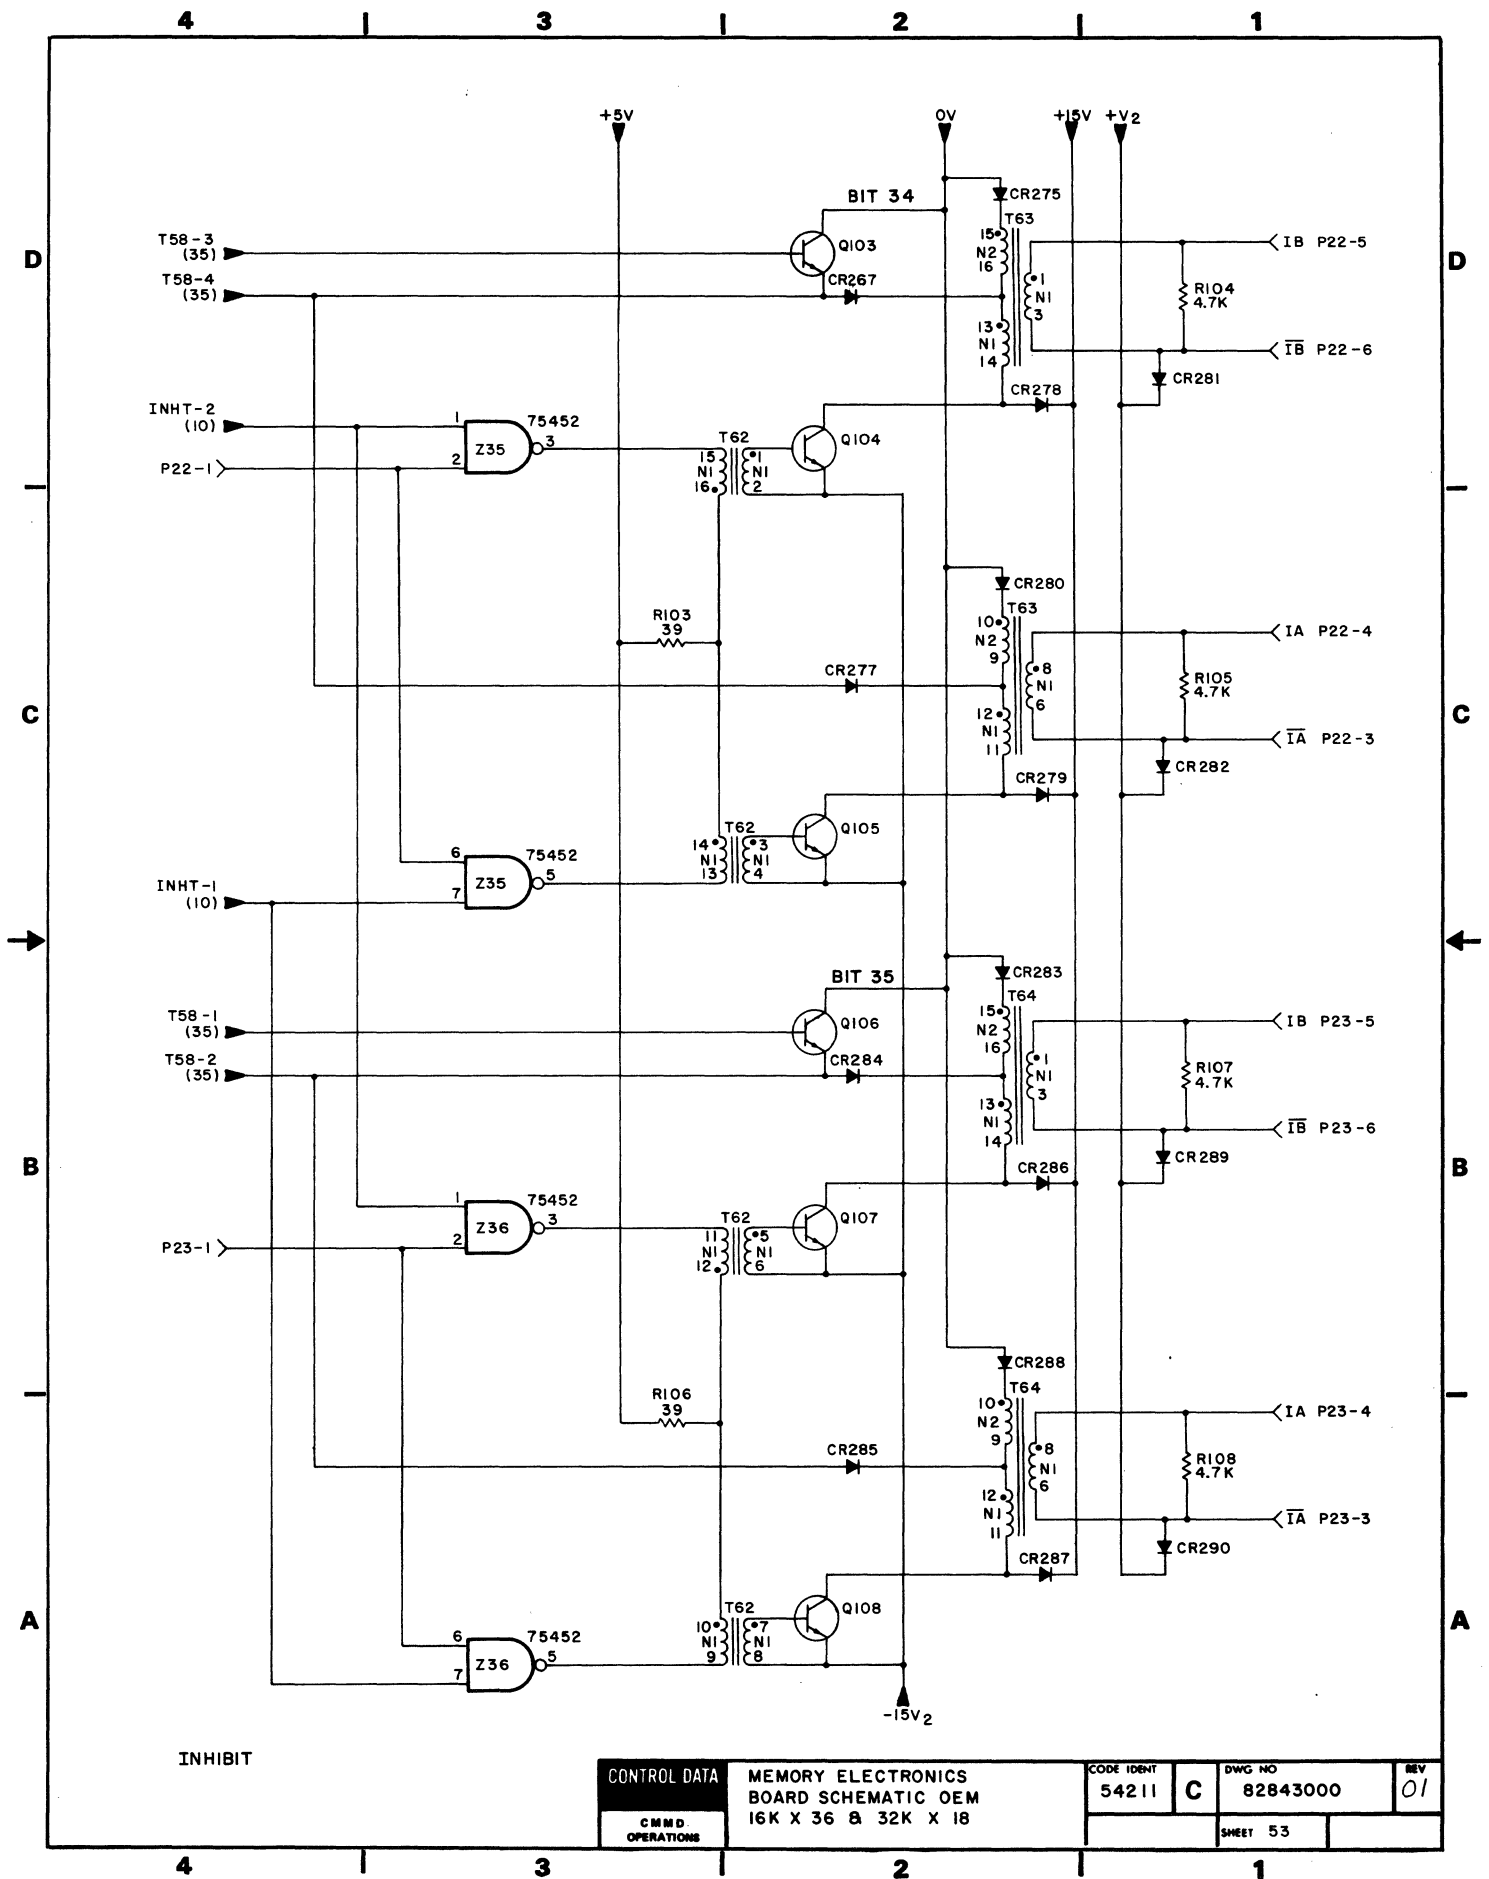 4 3 2 1
+5V 0V +15V +V2
CR275
BIT 34
T63
T58-3
(35)
Q103
15
N2
16
IB P22-5
D D
T58-4
(35)
CR267
1
N1
3
R104
4.7K
13
N1
14
I̅B̅ P22-6
CR281
CR278
INHT-2
(10)
1
75452
Z35
3
2
P22-1
T62
15
N1
16
1
N1
2
Q104
CR280
T63
R103
39
10
N2
9
IA P22-4
CR277
8
N1
6
R105
4.7K
C C
12
N1
11
I̅A̅ P22-3
CR282
CR279
T62
14
N1
13
3
N1
4
Q105
6
75452
Z35
5
7
INHT-1
(10)
CR283
BIT 35
T64
T58-1
(35)
Q106
15
N2
16
IB P23-5
T58-2
(35)
CR284
1
N1
3
R107
4.7K
13
N1
14
I̅B̅ P23-6
CR289
B B
CR286
1
75452
Z36
3
2
P23-1
T62
11
N1
12
5
N1
6
Q107
CR288
T64
R106
39
10
N2
9
IA P23-4
CR285
8
N1
6
R108
4.7K
12
N1
11
I̅A̅ P23-3
CR290
CR287
A A
T62
10
N1
9
7
N1
8
Q108
6
75452
Z36
5
7
-15V2
INHIBIT
CONTROL DATA
CMMD
OPERATIONS
MEMORY ELECTRONICS
BOARD SCHEMATIC OEM
16K X 36 & 32K X 18
CODE IDENT
54211
C
DWG NO
82843000
REV
01
SHEET 53
4 3 2 1